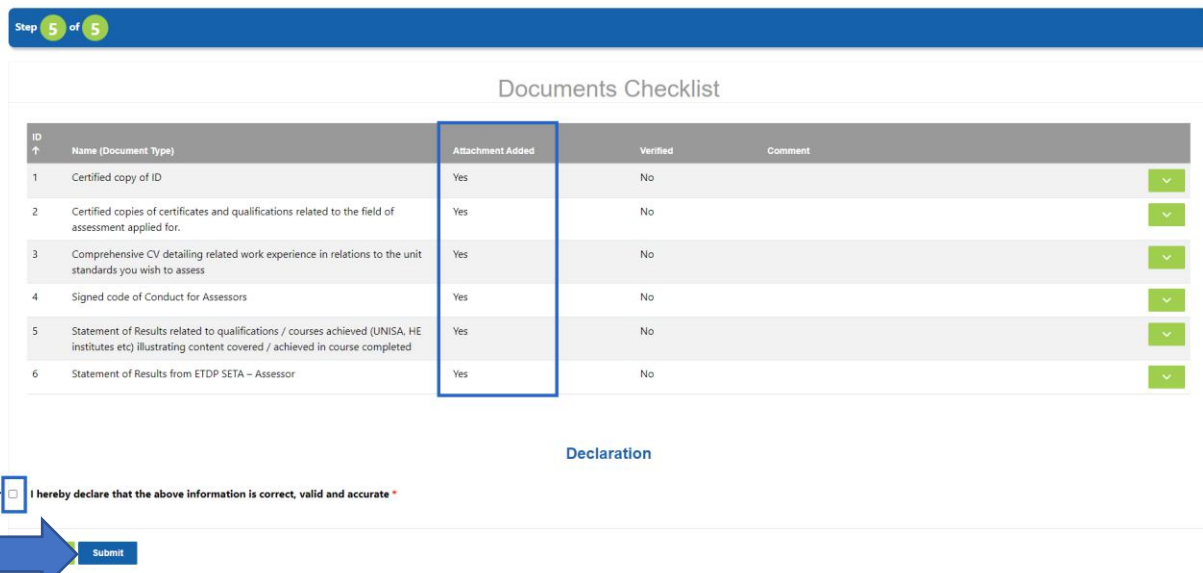 Step 5 of 5
Documents Checklist
ID ↑ Name (Document Type) Attachment Added Verified Comment
1 Certified copy of ID Yes No
2 Certified copies of certificates and qualifications related to the field of
assessment applied for. Yes No
3 Comprehensive CV detailing related work experience in relations to the unit
standards you wish to assess Yes No
4 Signed code of Conduct for Assessors Yes No
5 Statement of Results related to qualifications / courses achieved (UNISA, HE
institutes etc) illustrating content covered / achieved in course completed Yes No
6 Statement of Results from ETDP SETA – Assessor Yes No
Declaration
I hereby declare that the above information is correct, valid and accurate *
Submit